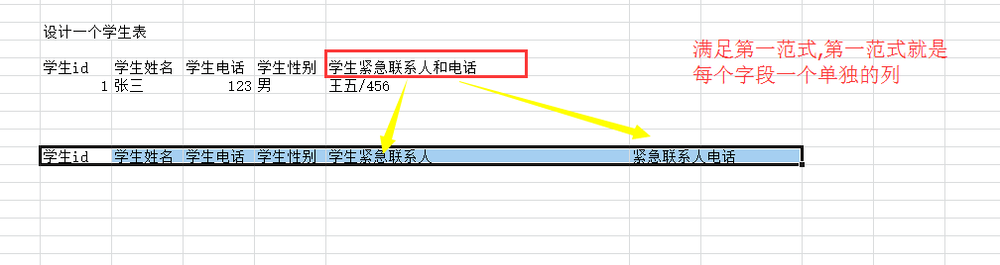 设计一个学生表
满足第一范式,第一范式就是
每个字段一个单独的列
学生id 学生姓名 学生电话 学生性别 学生紧急联系人和电话
1 张三 123 男 王五/456
学生id 学生姓名 学生电话 学生性别 学生紧急联系人 紧急联系人电话